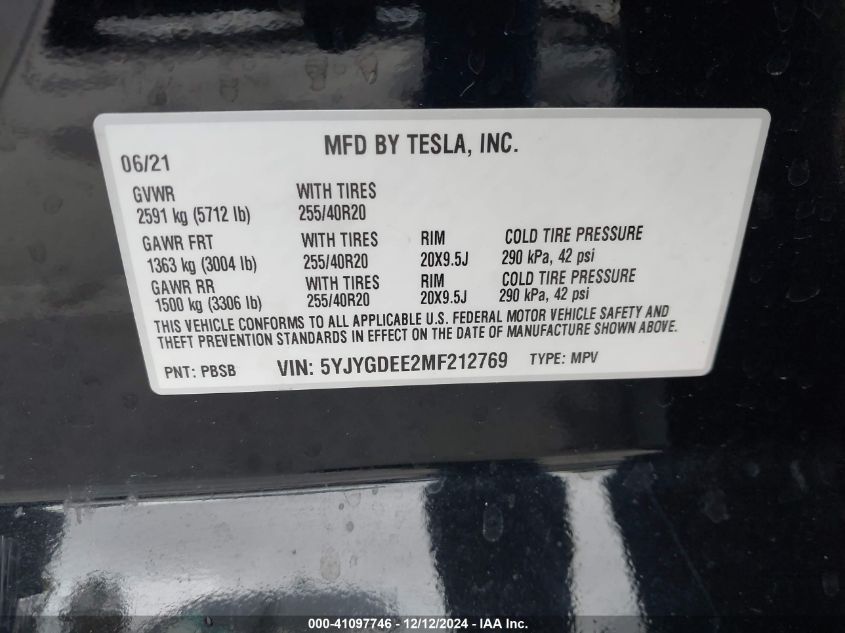 MFD BY TESLA, INC.
06/21
GVWR WITH TIRES
2591 kg (5712 lb) 255/40R20
GAWR FRT WITH TIRES RIM COLD TIRE PRESSURE
1363 kg (3004 lb) 255/40R20 20X9.5J 290 kPa, 42 psi
GAWR RR WITH TIRES RIM COLD TIRE PRESSURE
1500 kg (3306 lb) 255/40R20 20X9.5J 290 kPa, 42 psi
THIS VEHICLE CONFORMS TO ALL APPLICABLE U.S. FEDERAL MOTOR VEHICLE SAFETY AND
THEFT PREVENTION STANDARDS IN EFFECT ON THE DATE OF MANUFACTURE SHOWN ABOVE.
PNT: PBSB VIN: 5YJYGDEE2MF212769 TYPE: MPV
000-41097746 - 12/12/2024 - IAA Inc.